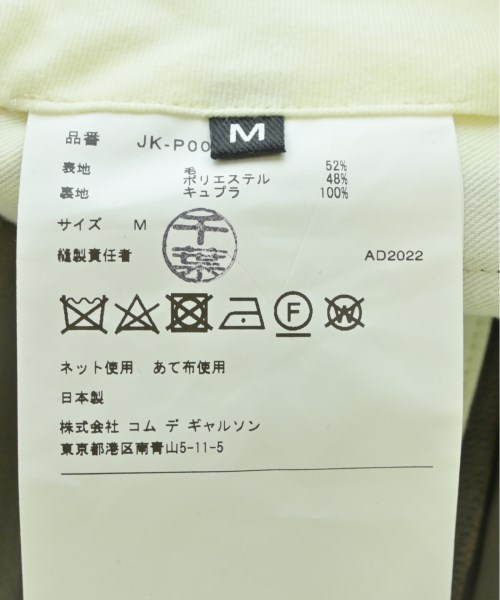 M
品番 JK-P00
表地 毛 52%
ポリエステル 48%
裏地 キュプラ 100%
サイズ M
縫製責任者 千葉 AD2022
F W
ネット使用 あて布使用
日本製
株式会社 コム デ ギャルソン
東京都港区南青山5-11-5